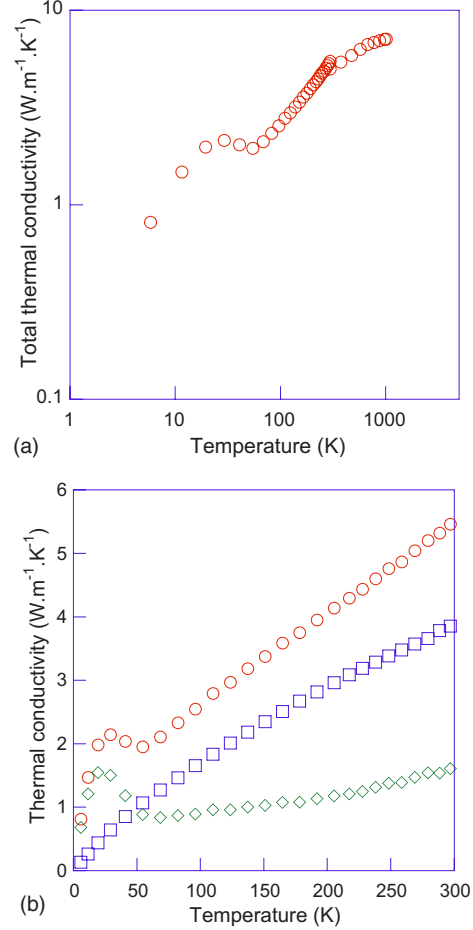 10
1
0.1
Total thermal conductivity (W.m⁻¹.K⁻¹)
1 10 100 1000
(a) Temperature (K)
6
5
4
3
2
1
0
Thermal conductivity (W.m⁻¹.K⁻¹)
0 50 100 150 200 250 300
(b) Temperature (K)